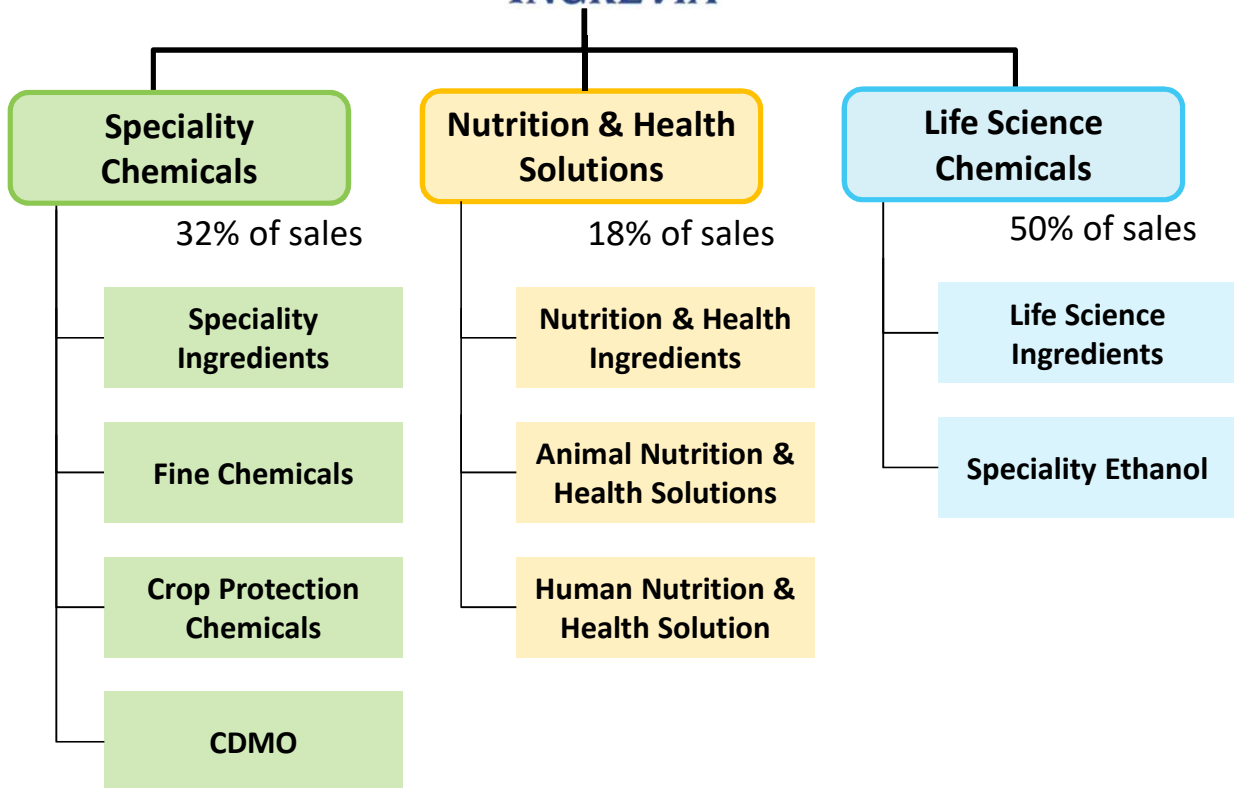 INGREVIA
Speciality
Chemicals
32% of sales
Speciality
Ingredients
Fine Chemicals
Crop Protection
Chemicals
CDMO
Nutrition & Health
Solutions
18% of sales
Nutrition & Health
Ingredients
Animal Nutrition &
Health Solutions
Human Nutrition &
Health Solution
Life Science
Chemicals
50% of sales
Life Science
Ingredients
Speciality Ethanol